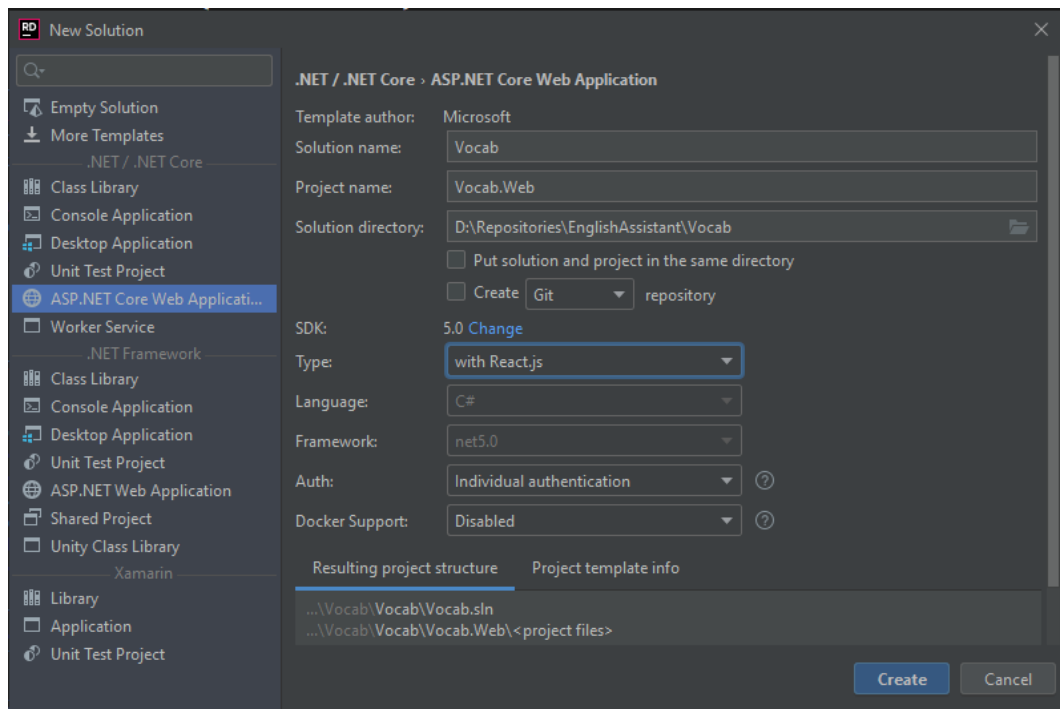 RD New Solution
Empty Solution
More Templates
.NET / .NET Core
Class Library
Console Application
Desktop Application
Unit Test Project
ASP.NET Core Web Applicati...
Worker Service
.NET Framework
Class Library
Console Application
Desktop Application
Unit Test Project
ASP.NET Web Application
Shared Project
Unity Class Library
Xamarin
Library
Application
Unit Test Project
.NET / .NET Core › ASP.NET Core Web Application
Template author: Microsoft
Solution name: Vocab
Project name: Vocab.Web
Solution directory: D:\Repositories\EnglishAssistant\Vocab
Put solution and project in the same directory
Create Git repository
SDK: 5.0 Change
Type: with React.js
Language: C#
Framework: net5.0
Auth: Individual authentication ?
Docker Support: Disabled ?
Resulting project structure Project template info
...\Vocab\Vocab\Vocab.sln
...\Vocab\Vocab\Vocab.Web\<project files>
Create Cancel